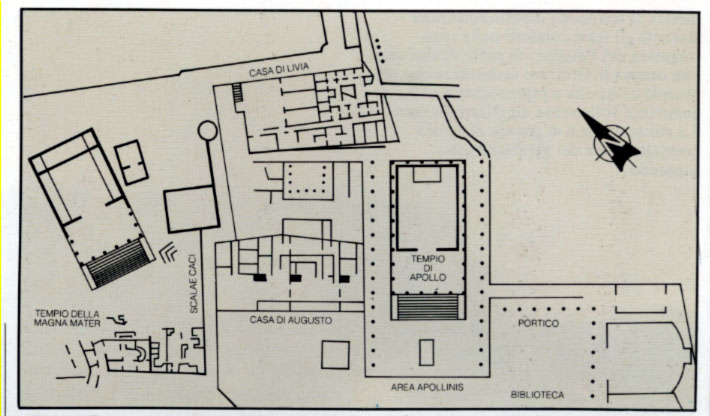 CASA DI LIVIA
N
TEMPIO
DI
APOLLO
SCALAE CACI
TEMPIO DELLA
MAGNA MATER
CASA DI AUGUSTO
PORTICO
AREA APOLLINIS
BIBLIOTECA